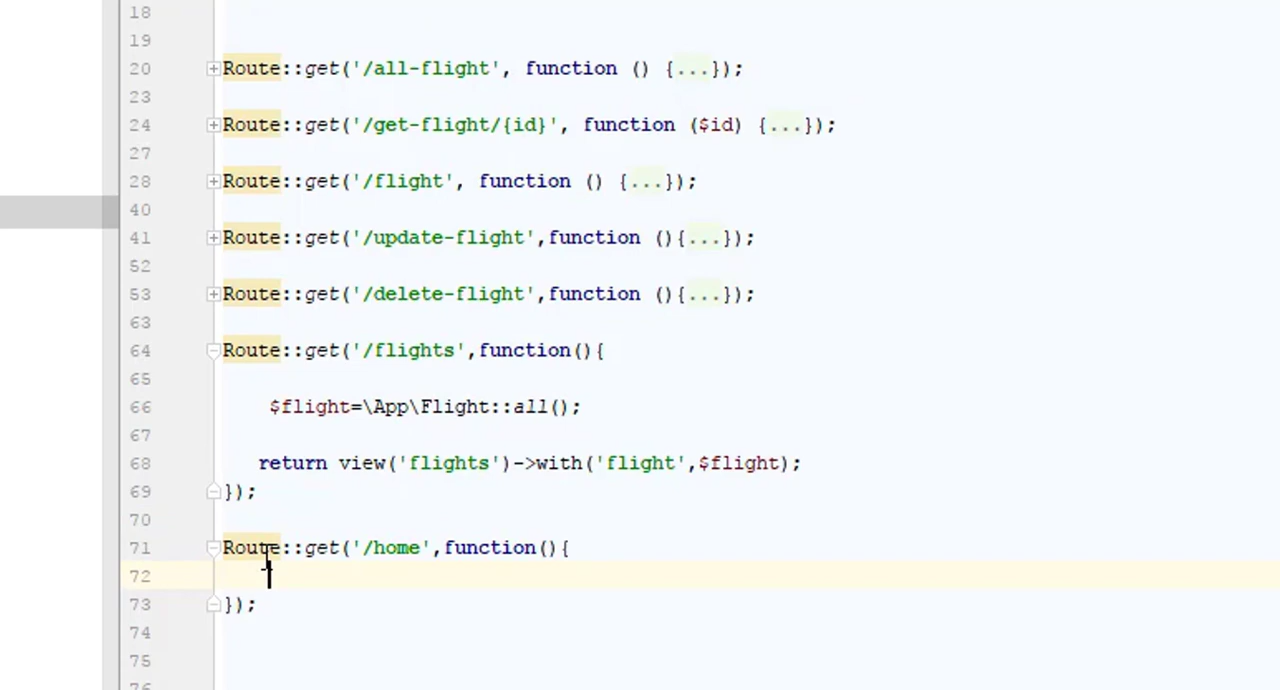 18
19
20 Route::get('/all-flight', function () {...});
23
24 Route::get('/get-flight/{id}', function ($id) {...});
27
28 Route::get('/flight', function () {...});
40
41 Route::get('/update-flight',function (){...});
52
53 Route::get('/delete-flight',function (){...});
63
64 Route::get('/flights',function(){
65
66 $flight=\App\Flight::all();
67
68 return view('flights')->with('flight',$flight);
69 });
70
71 Route::get('/home',function(){
72
73 });
74
75
76